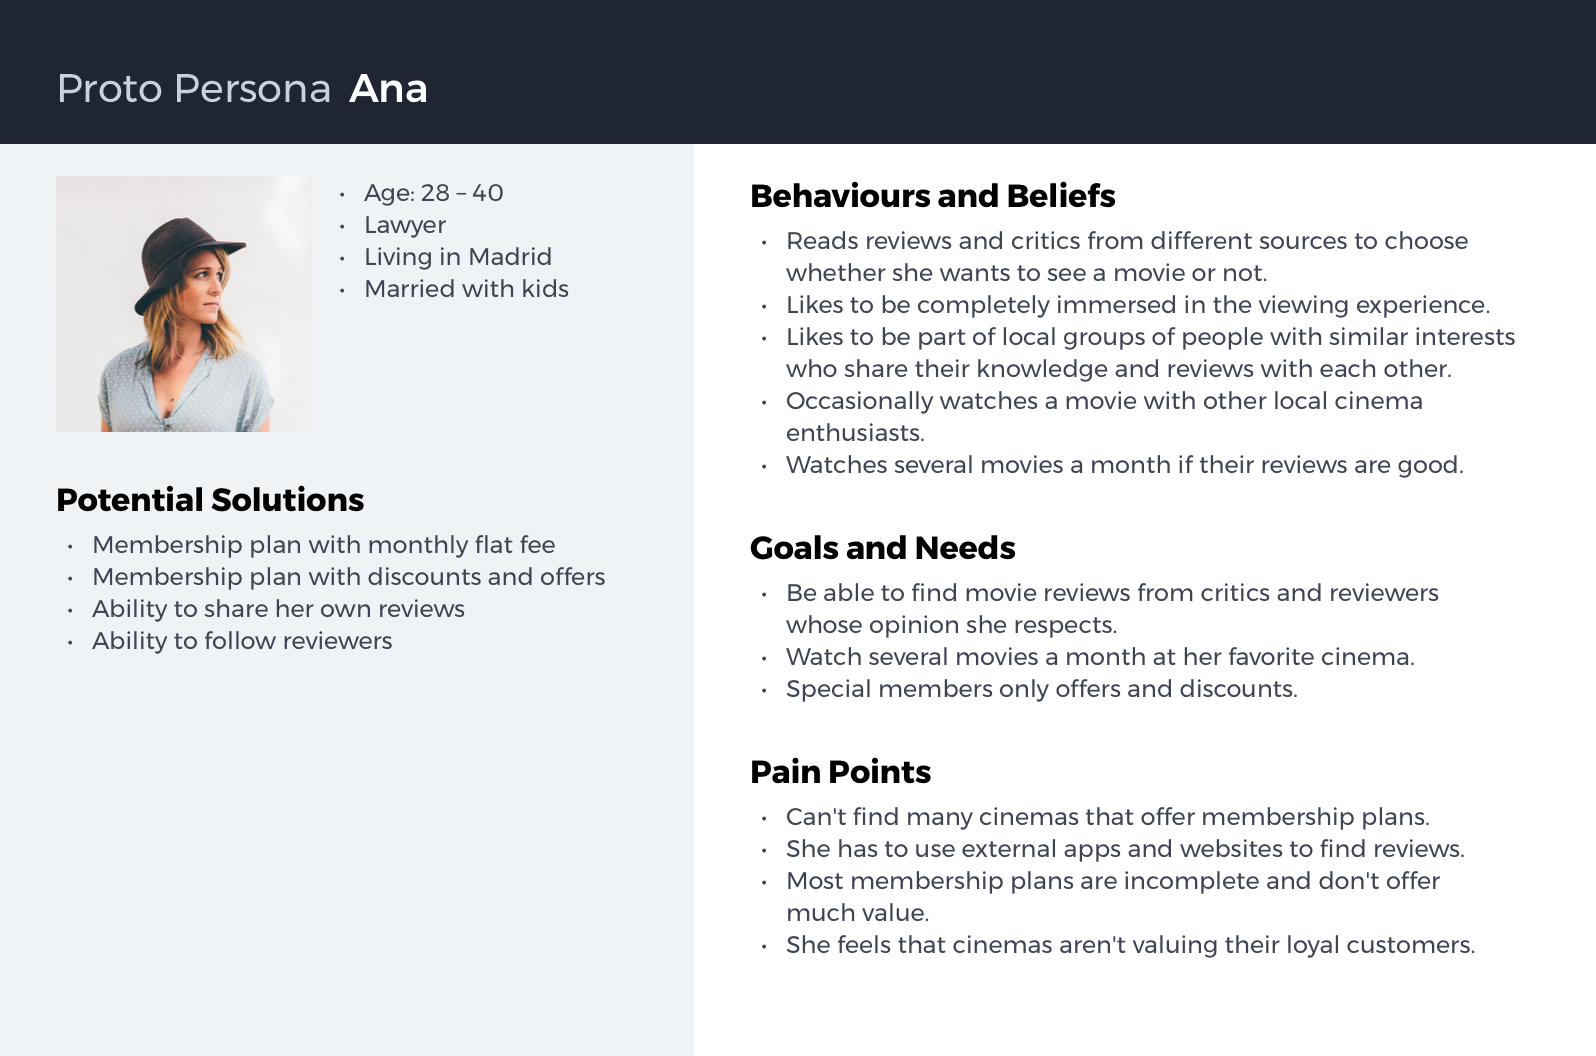 Proto Persona Ana
• Age: 28 – 40
• Lawyer
• Living in Madrid
• Married with kids
Potential Solutions
• Membership plan with monthly flat fee
• Membership plan with discounts and offers
• Ability to share her own reviews
• Ability to follow reviewers
Behaviours and Beliefs
• Reads reviews and critics from different sources to choose
whether she wants to see a movie or not.
• Likes to be completely immersed in the viewing experience.
• Likes to be part of local groups of people with similar interests
who share their knowledge and reviews with each other.
• Occasionally watches a movie with other local cinema
enthusiasts.
• Watches several movies a month if their reviews are good.
Goals and Needs
• Be able to find movie reviews from critics and reviewers
whose opinion she respects.
• Watch several movies a month at her favorite cinema.
• Special members only offers and discounts.
Pain Points
• Can't find many cinemas that offer membership plans.
• She has to use external apps and websites to find reviews.
• Most membership plans are incomplete and don't offer
much value.
• She feels that cinemas aren't valuing their loyal customers.